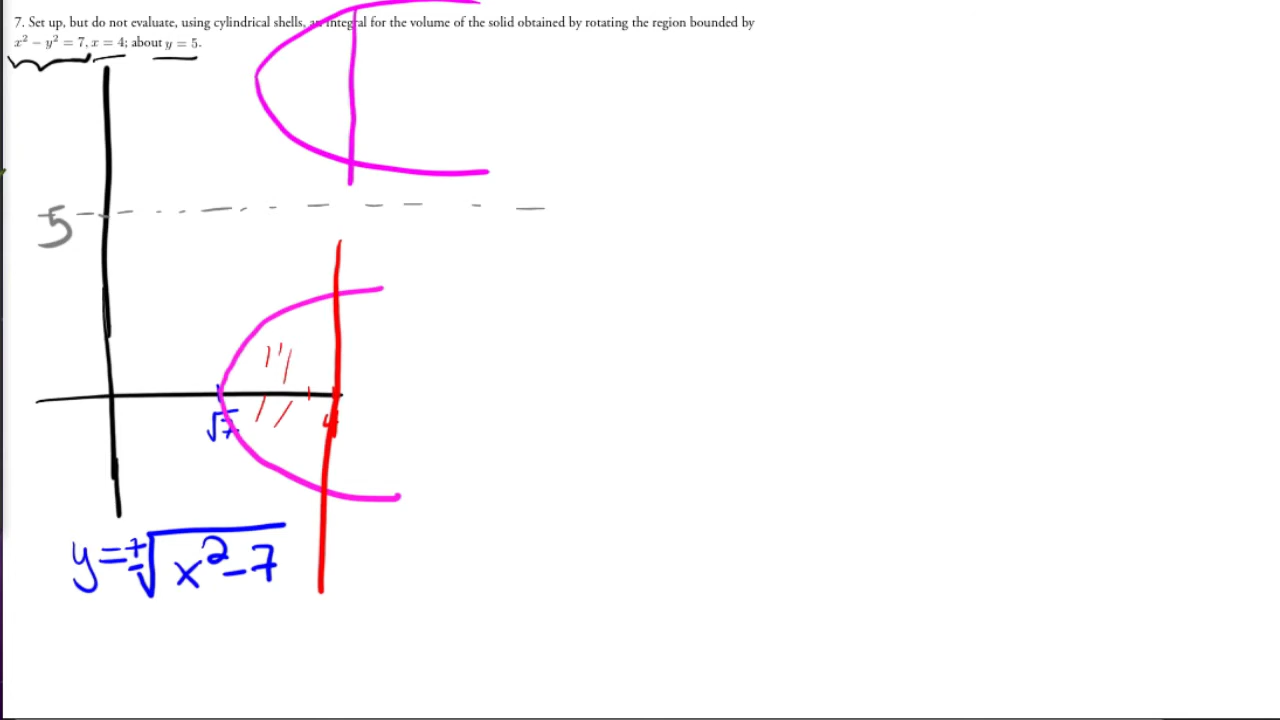 7. Set up, but do not evaluate, using cylindrical shells, an integral for the volume of the solid obtained by rotating the region bounded by
x² − y² = 7, x = 4; about y = 5.
5
√7
4
y=±√x²-7